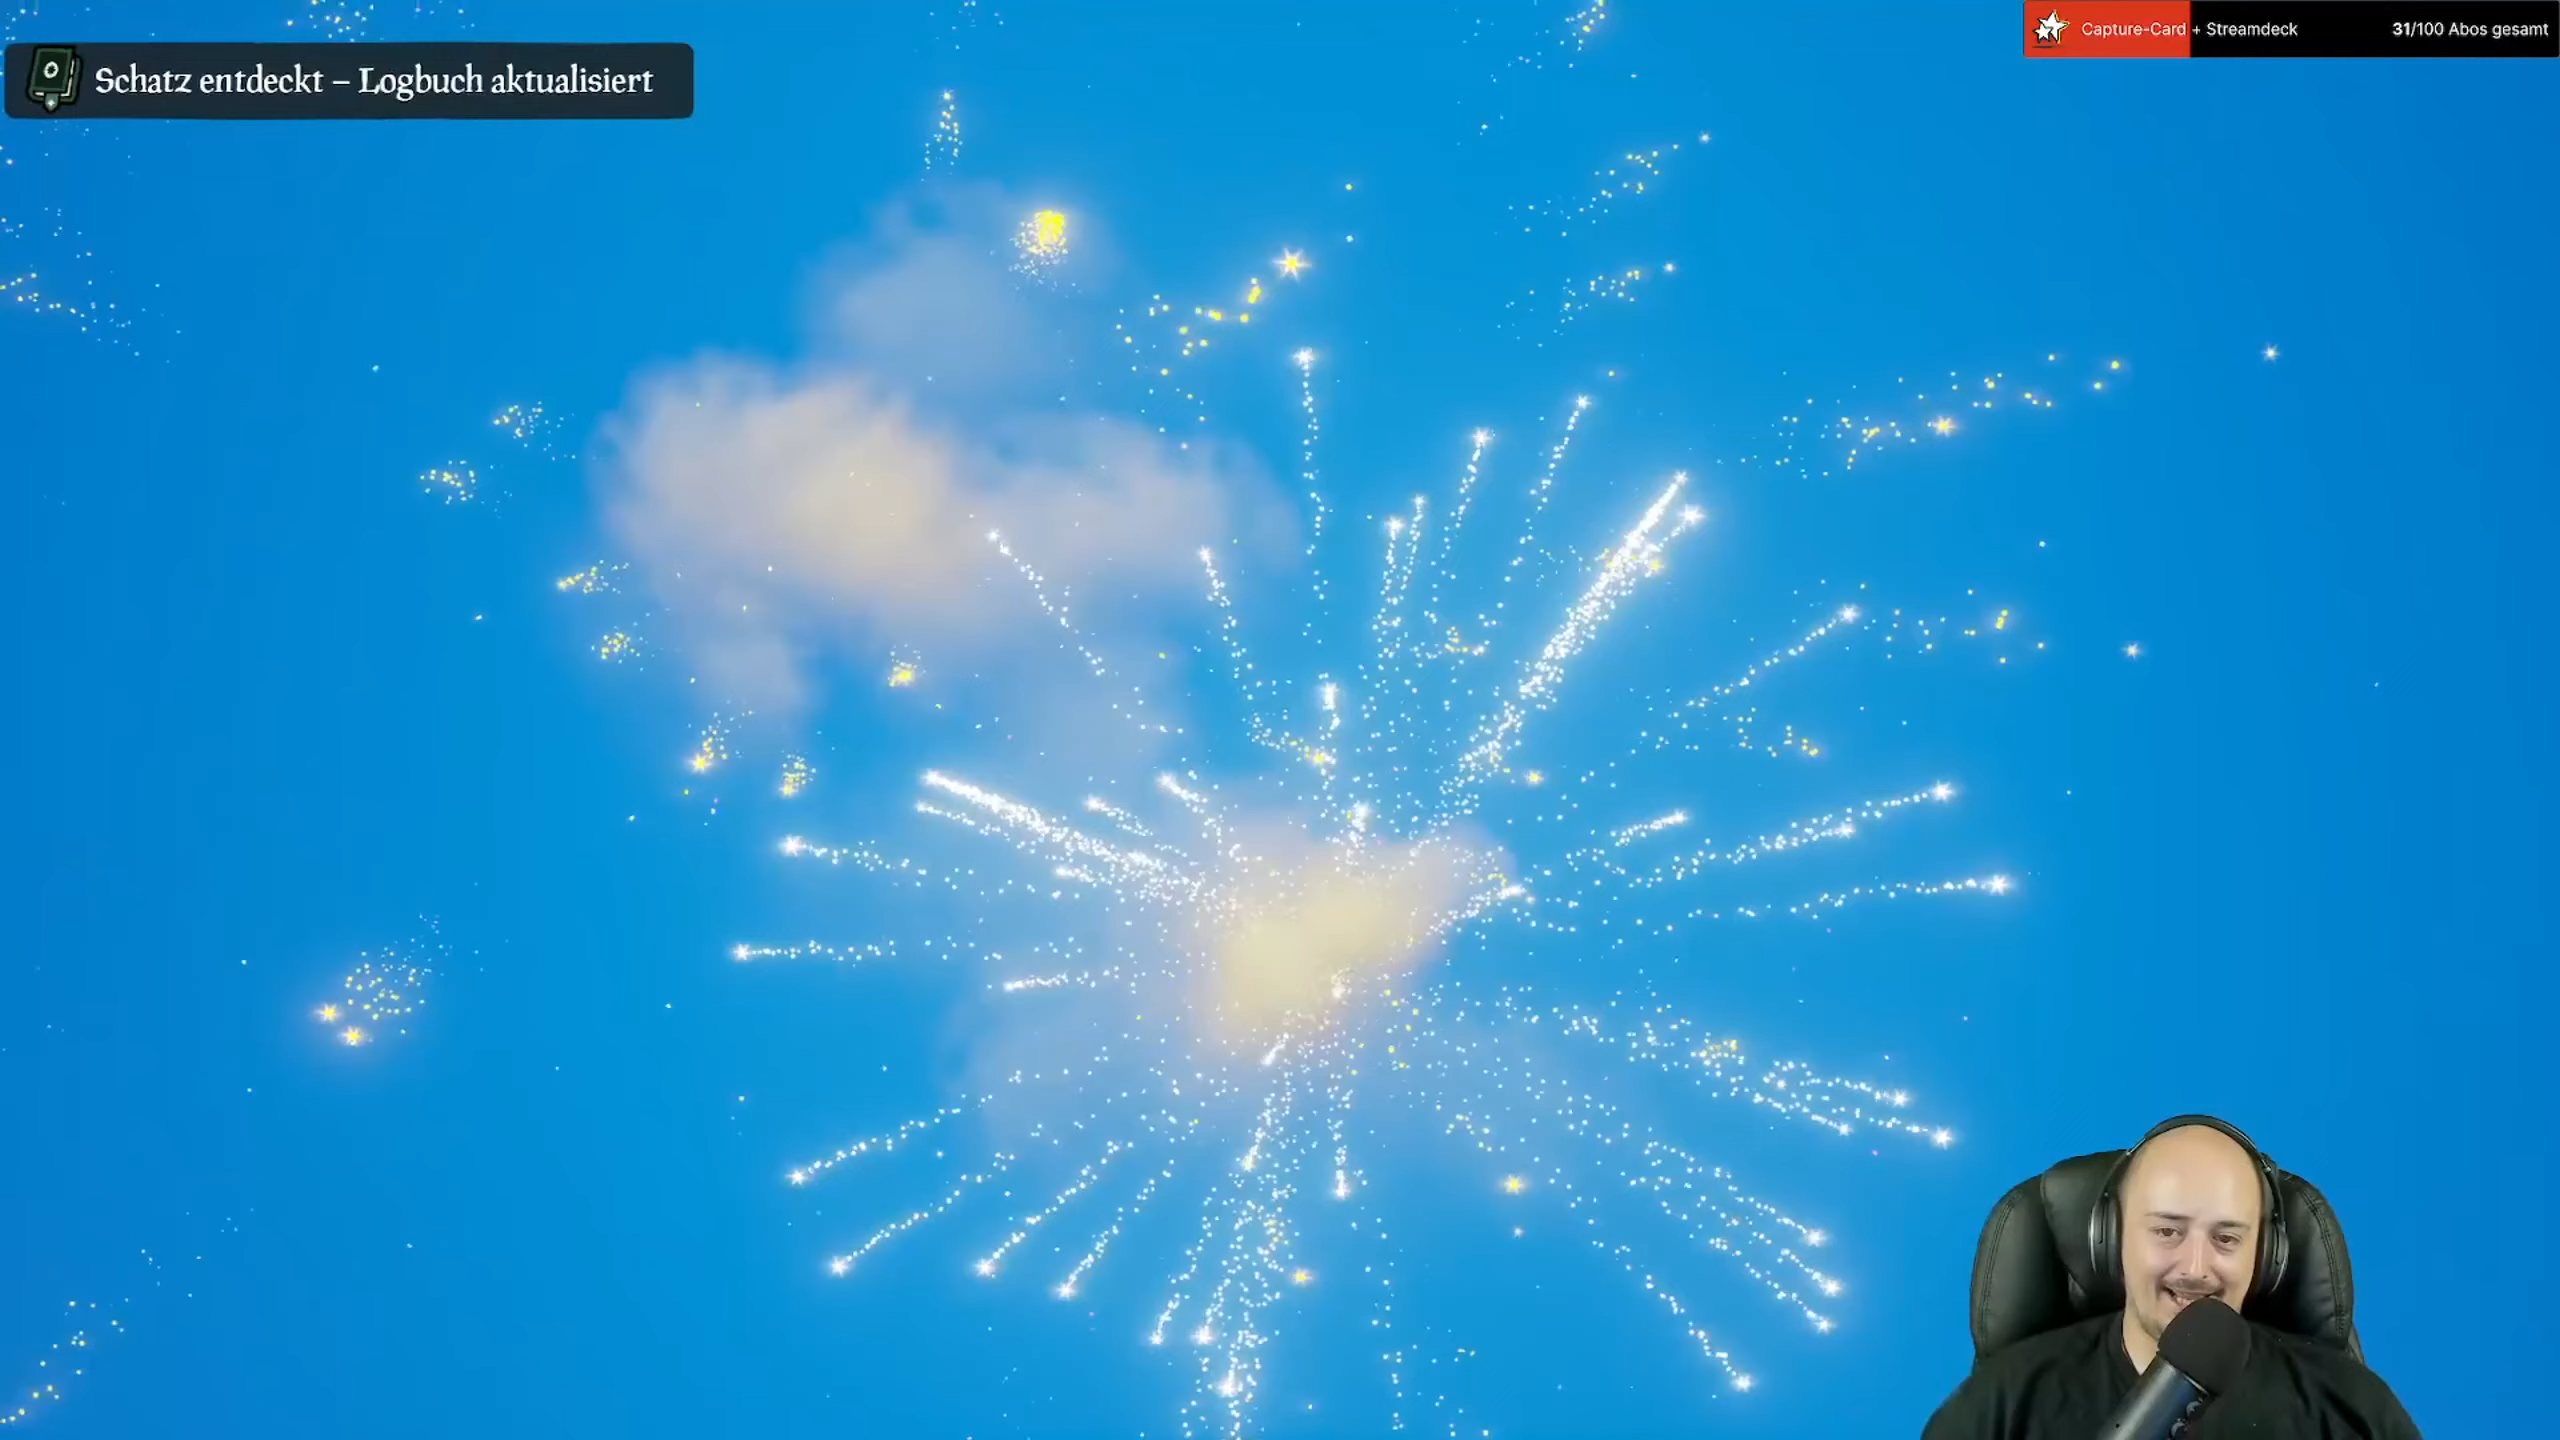 Capture-Card + Streamdeck 31/100 Abos gesamt
Schatz entdeckt – Logbuch aktualisiert